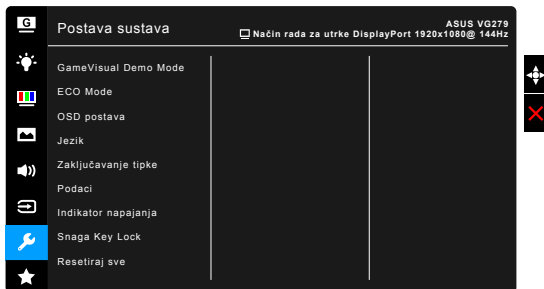 G
Postava sustava
ASUS VG279
Način rada za utrke DisplayPort 1920x1080@ 144Hz
GameVisual Demo Mode
ECO Mode
OSD postava
Jezik
Zaključavanje tipke
Podaci
Indikator napajanja
Snaga Key Lock
Resetiraj sve